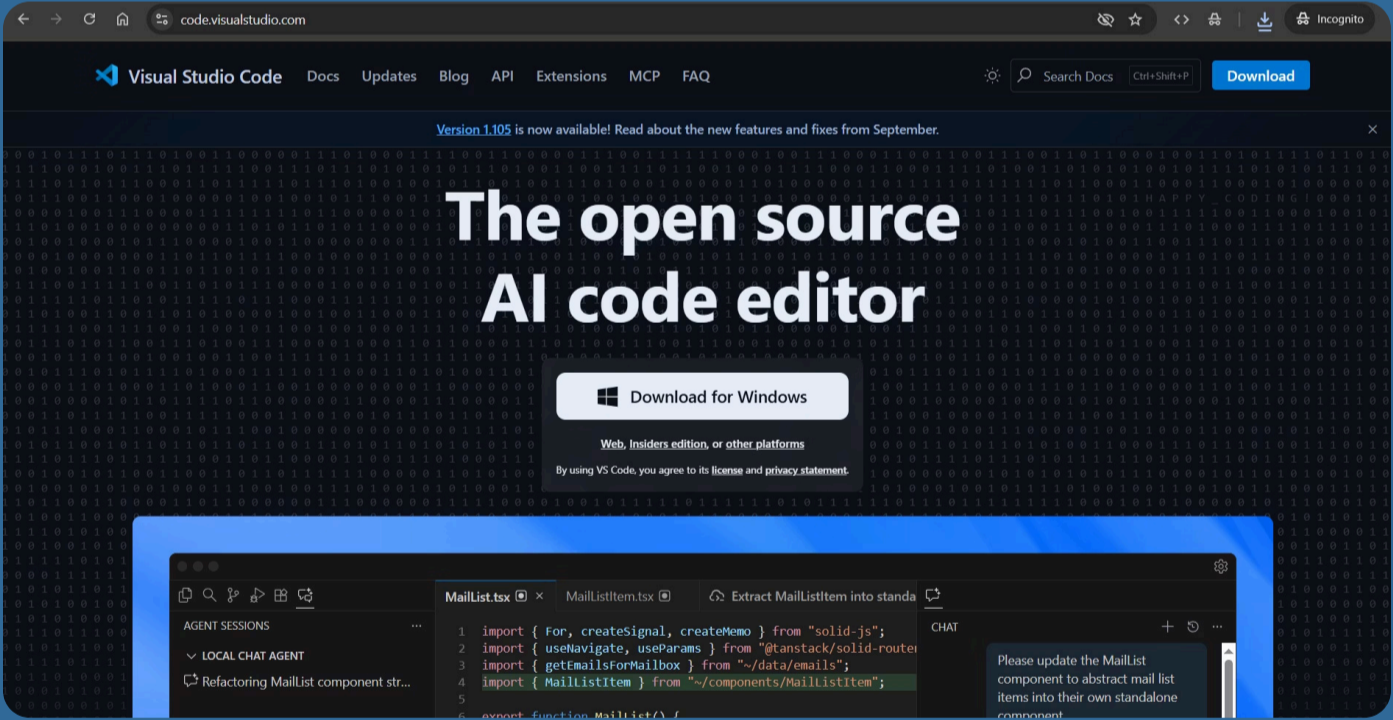 code.visualstudio.com
Incognito
Visual Studio Code Docs Updates Blog API Extensions MCP FAQ
Search Docs Ctrl+Shift+P Download
Version 1.105 is now available! Read about the new features and fixes from September.
The open source
AI code editor
Download for Windows
Web, Insiders edition, or other platforms
By using VS Code, you agree to its license and privacy statement.
MailList.tsx MailListItem.tsx Extract MailListItem into standa
AGENT SESSIONS ...
LOCAL CHAT AGENT
Refactoring MailList component str...
1 import { For, createSignal, createMemo } from "solid-js";
2 import { useNavigate, useParams } from "@tanstack/solid-router
3 import { getEmailsForMailbox } from "~/data/emails";
4 import { MailListItem } from "~/components/MailListItem";
5
6 export function MailList() {
CHAT
Please update the MailList
component to abstract mail list
items into their own standalone
component